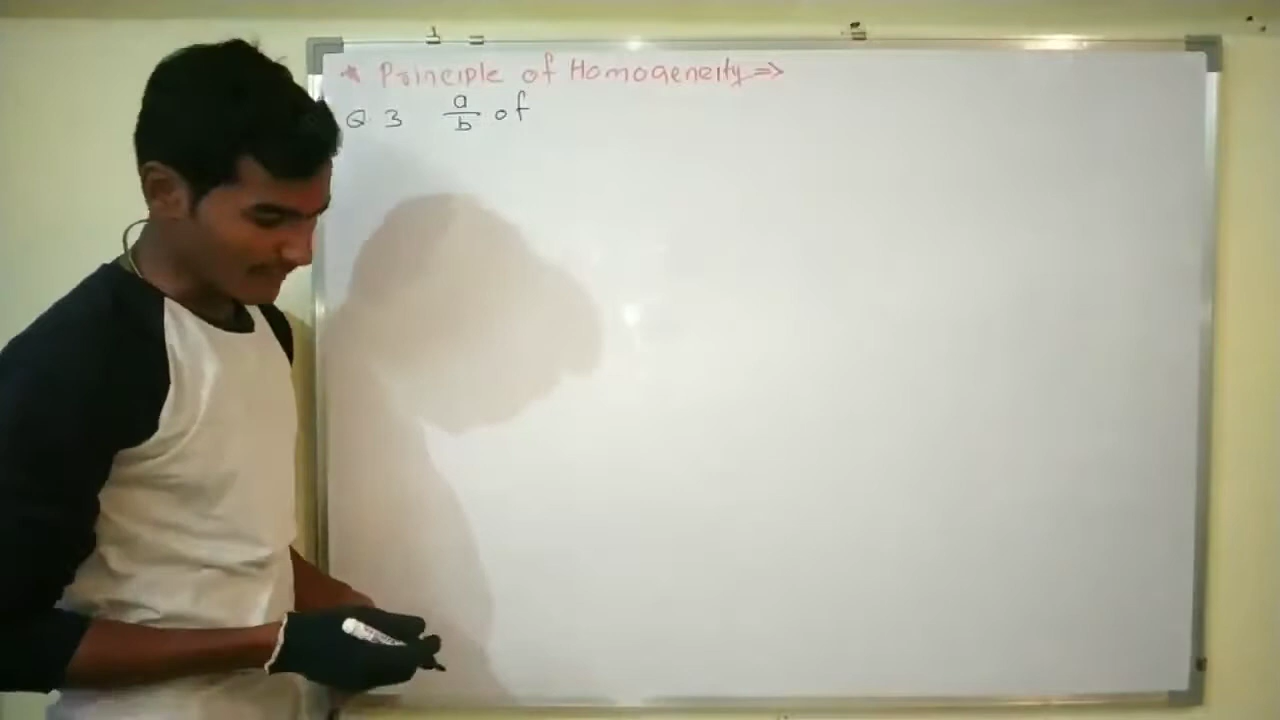 * Principle of Homogeneity =>
Q. 3 a/b of